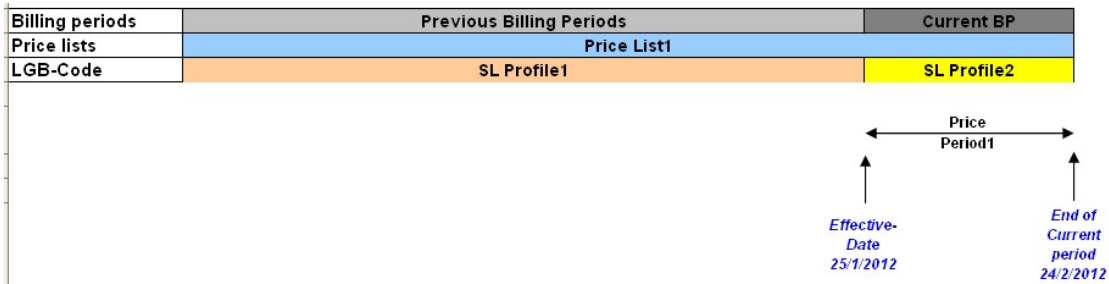 Billing periods Previous Billing Periods Current BP
Price lists Price List1
LGB-Code SL Profile1 SL Profile2
Price
Period1
Effective-
Date
25/1/2012
End of
Current
period
24/2/2012